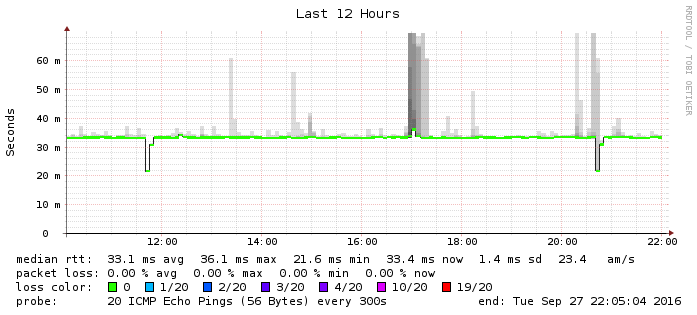 Last 12 Hours
RRDTOOL / TOBI OETIKER
Seconds
60 m
50 m
40 m
30 m
20 m
10 m
0
12:00 14:00 16:00 18:00 20:00 22:00
median rtt: 33.1 ms avg 36.1 ms max 21.6 ms min 33.4 ms now 1.4 ms sd 23.4 am/s
packet loss: 0.00 % avg 0.00 % max 0.00 % min 0.00 % now
loss color: 0 1/20 2/20 3/20 4/20 10/20 19/20
probe: 20 ICMP Echo Pings (56 Bytes) every 300s end: Tue Sep 27 22:05:04 2016